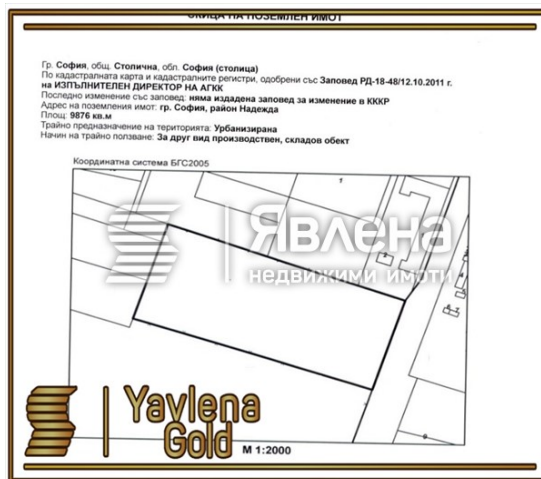 СКИЦА НА ПОЗЕМЛЕН ИМОТ
Гр. София, общ. Столична, обл. София (столица)
По кадастралната карта и кадастралните регистри, одобрени със Заповед РД-18-48/12.10.2011 г.
на ИЗПЪЛНИТЕЛЕН ДИРЕКТОР НА АГКК
Последно изменение със заповед: няма издадена заповед за изменение в КККР
Адрес на поземления имот: гр. София, район Надежда
Площ: 9876 кв.м
Трайно предназначение на територията: Урбанизирана
Начин на трайно ползване: За друг вид производствен, складов обект
Координатна система БГС2005
1
Явлена
недвижими имоти
Yavlena
Gold
М 1:2000